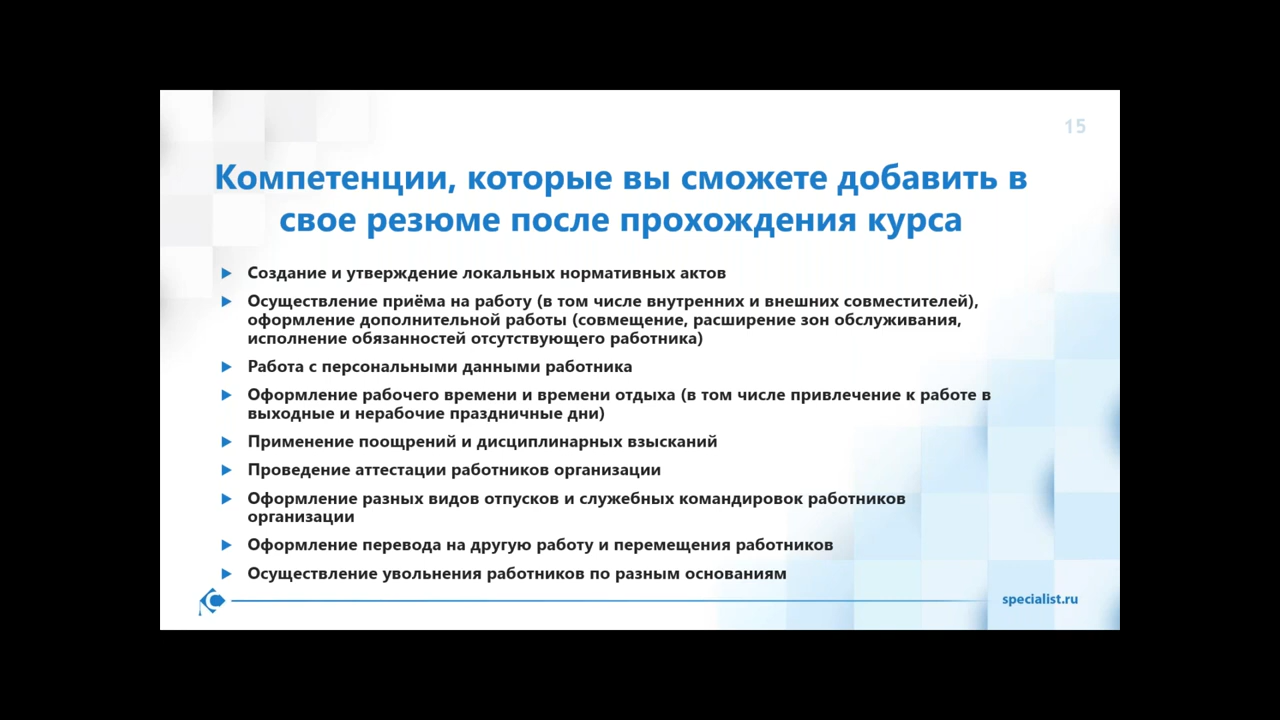 15
Компетенции, которые вы сможете добавить в
свое резюме после прохождения курса
Создание и утверждение локальных нормативных актов
Осуществление приёма на работу (в том числе внутренних и внешних совместителей),
оформление дополнительной работы (совмещение, расширение зон обслуживания,
исполнение обязанностей отсутствующего работника)
Работа с персональными данными работника
Оформление рабочего времени и времени отдыха (в том числе привлечение к работе в
выходные и нерабочие праздничные дни)
Применение поощрений и дисциплинарных взысканий
Проведение аттестации работников организации
Оформление разных видов отпусков и служебных командировок работников
организации
Оформление перевода на другую работу и перемещения работников
Осуществление увольнения работников по разным основаниям
specialist.ru